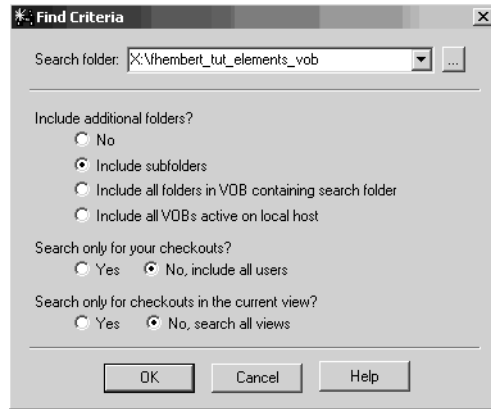 Find Criteria
Search folder: X:\fhembert_tut_elements_vob ...
Include additional folders?
No
Include subfolders
Include all folders in VOB containing search folder
Include all VOBs active on local host
Search only for your checkouts?
Yes No, include all users
Search only for checkouts in the current view?
Yes No, search all views
OK Cancel Help